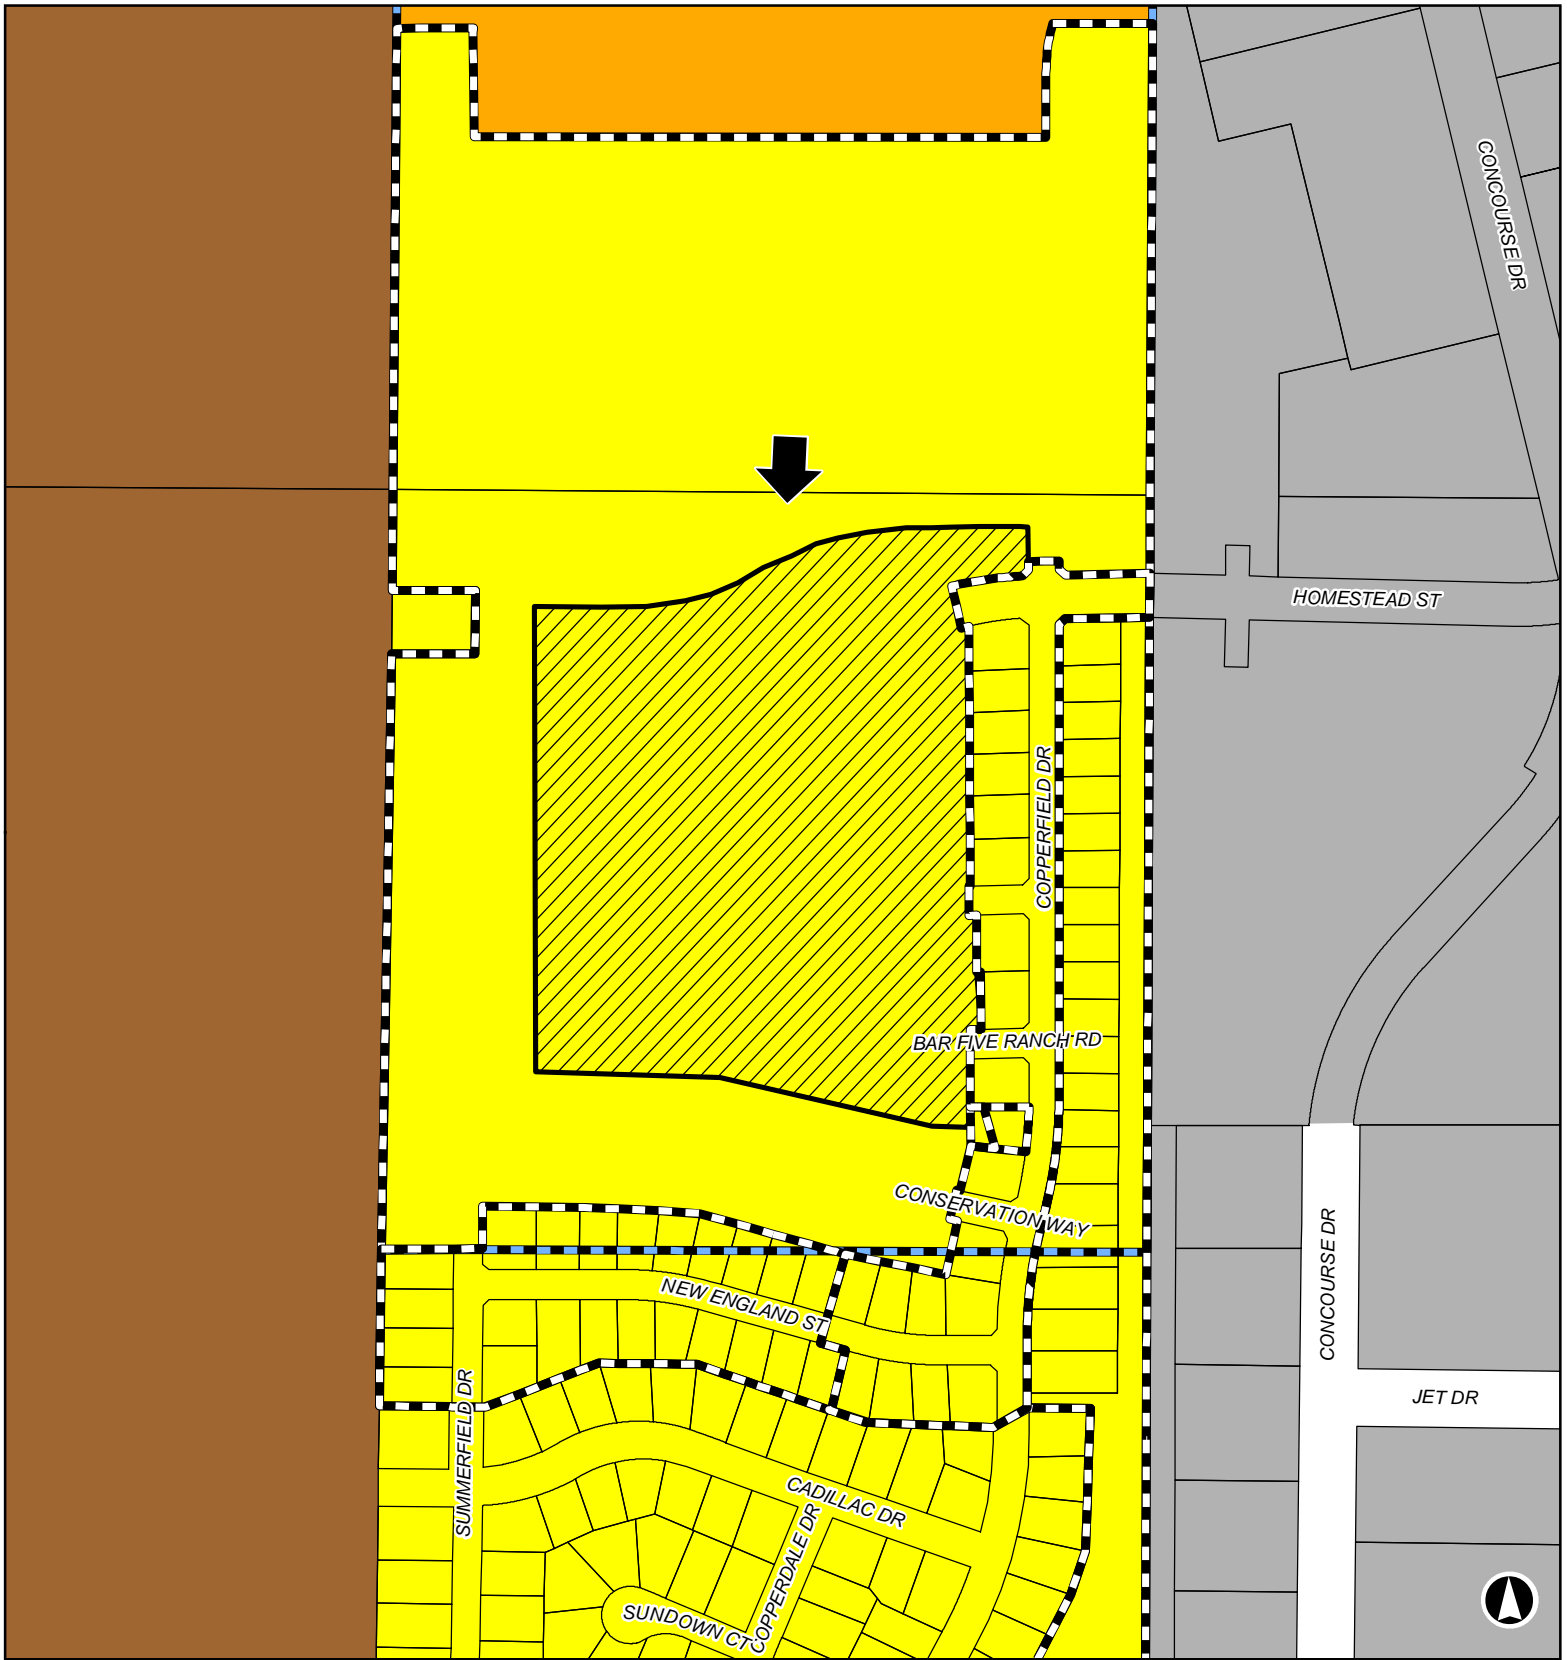 CONCOURSE DR
HOMESTEAD ST
COPPERFIELD DR
BAR FIVE RANCH RD
CONSERVATION WAY
NEW ENGLAND ST
CONCOURSE DR
JET DR
SUMMERFIELD DR
CADILLAC DR
COPPERDALE DR
SUNDOWN CT